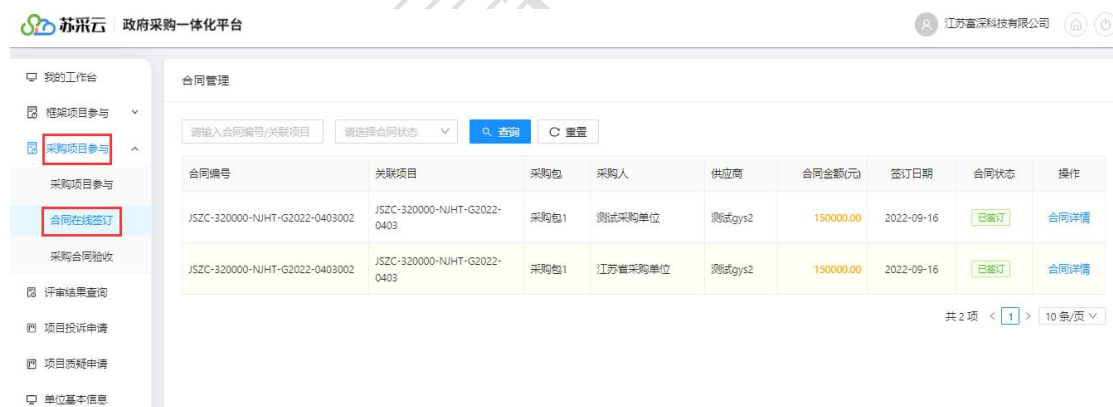 苏采云 政府采购一体化平台 江苏富深科技有限公司
我的工作台
框架项目参与
采购项目参与
采购项目参与
合同在线签订
采购合同验收
评审结果查询
项目投诉申请
项目质疑申请
单位基本信息
合同管理
请输入合同编号/关联项目 请选择合同状态 查询 重置
合同编号 关联项目 采购包 采购人 供应商 合同金额(元) 签订日期 合同状态 操作
JSZC-320000-NJHT-G2022-0403002 JSZC-320000-NJHT-G2022-0403 采购包1 测试采购单位 测试gys2 150000.00 2022-09-16 已签订 合同详情
JSZC-320000-NJHT-G2022-0403002 JSZC-320000-NJHT-G2022-0403 采购包1 江苏省采购单位 测试gys2 150000.00 2022-09-16 已签订 合同详情
共 2 项 < 1 > 10 条/页